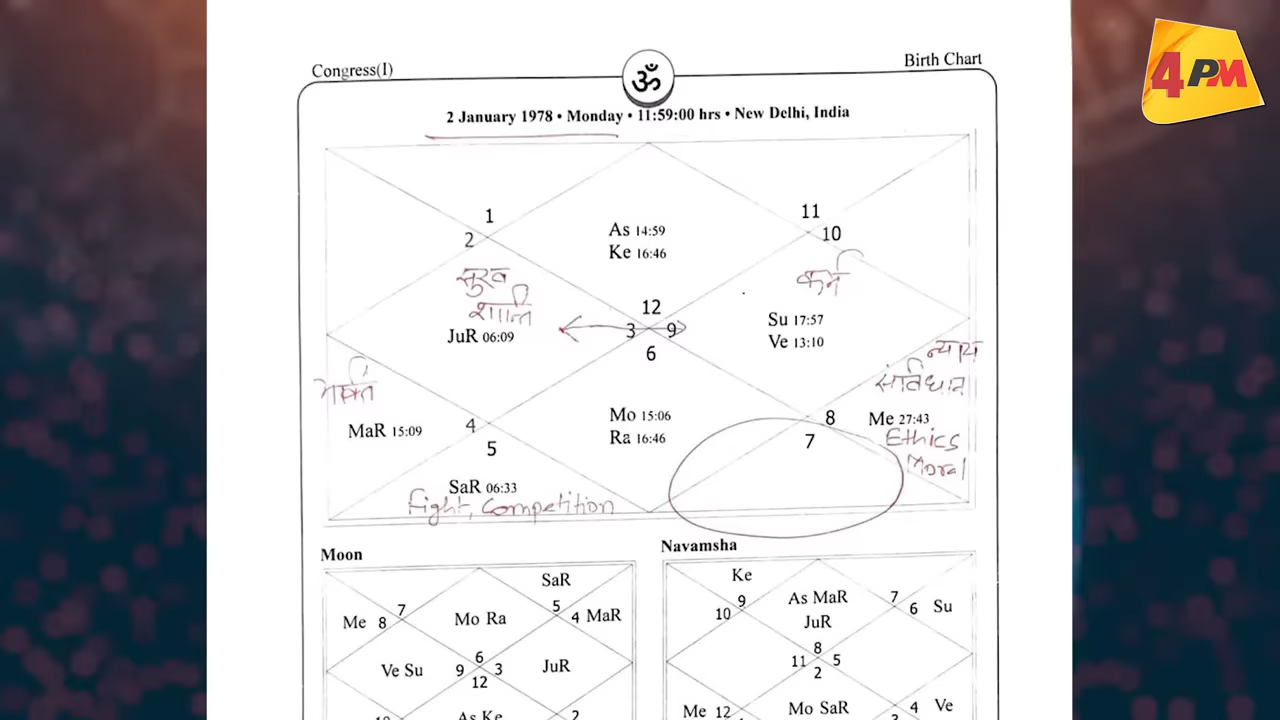 4PM
Congress(I)
ॐ
Birth Chart
2 January 1978 • Monday • 11:59:00 hrs • New Delhi, India
1
2
As 14:59
Ke 16:46
11
10
सुख
शान्ति
JuR 06:09
12
3 9
6
कर्म
Su 17:57
Ve 13:10
न्याय
संविधान
Me 27:43
Ethics
Moral
MaR 15:09
4
5
Mo 15:06
Ra 16:46
8
7
SaR 06:33
Fight, Competition
Moon
SaR
Me 8
7
Mo Ra
5
4 MaR
Ve Su
6
9 3
12
JuR
As Ke
2
Navamsha
Ke
10
9
As MaR
JuR
7
6 Su
8
11 5
2
Me 12
Mo SaR
4 Ve